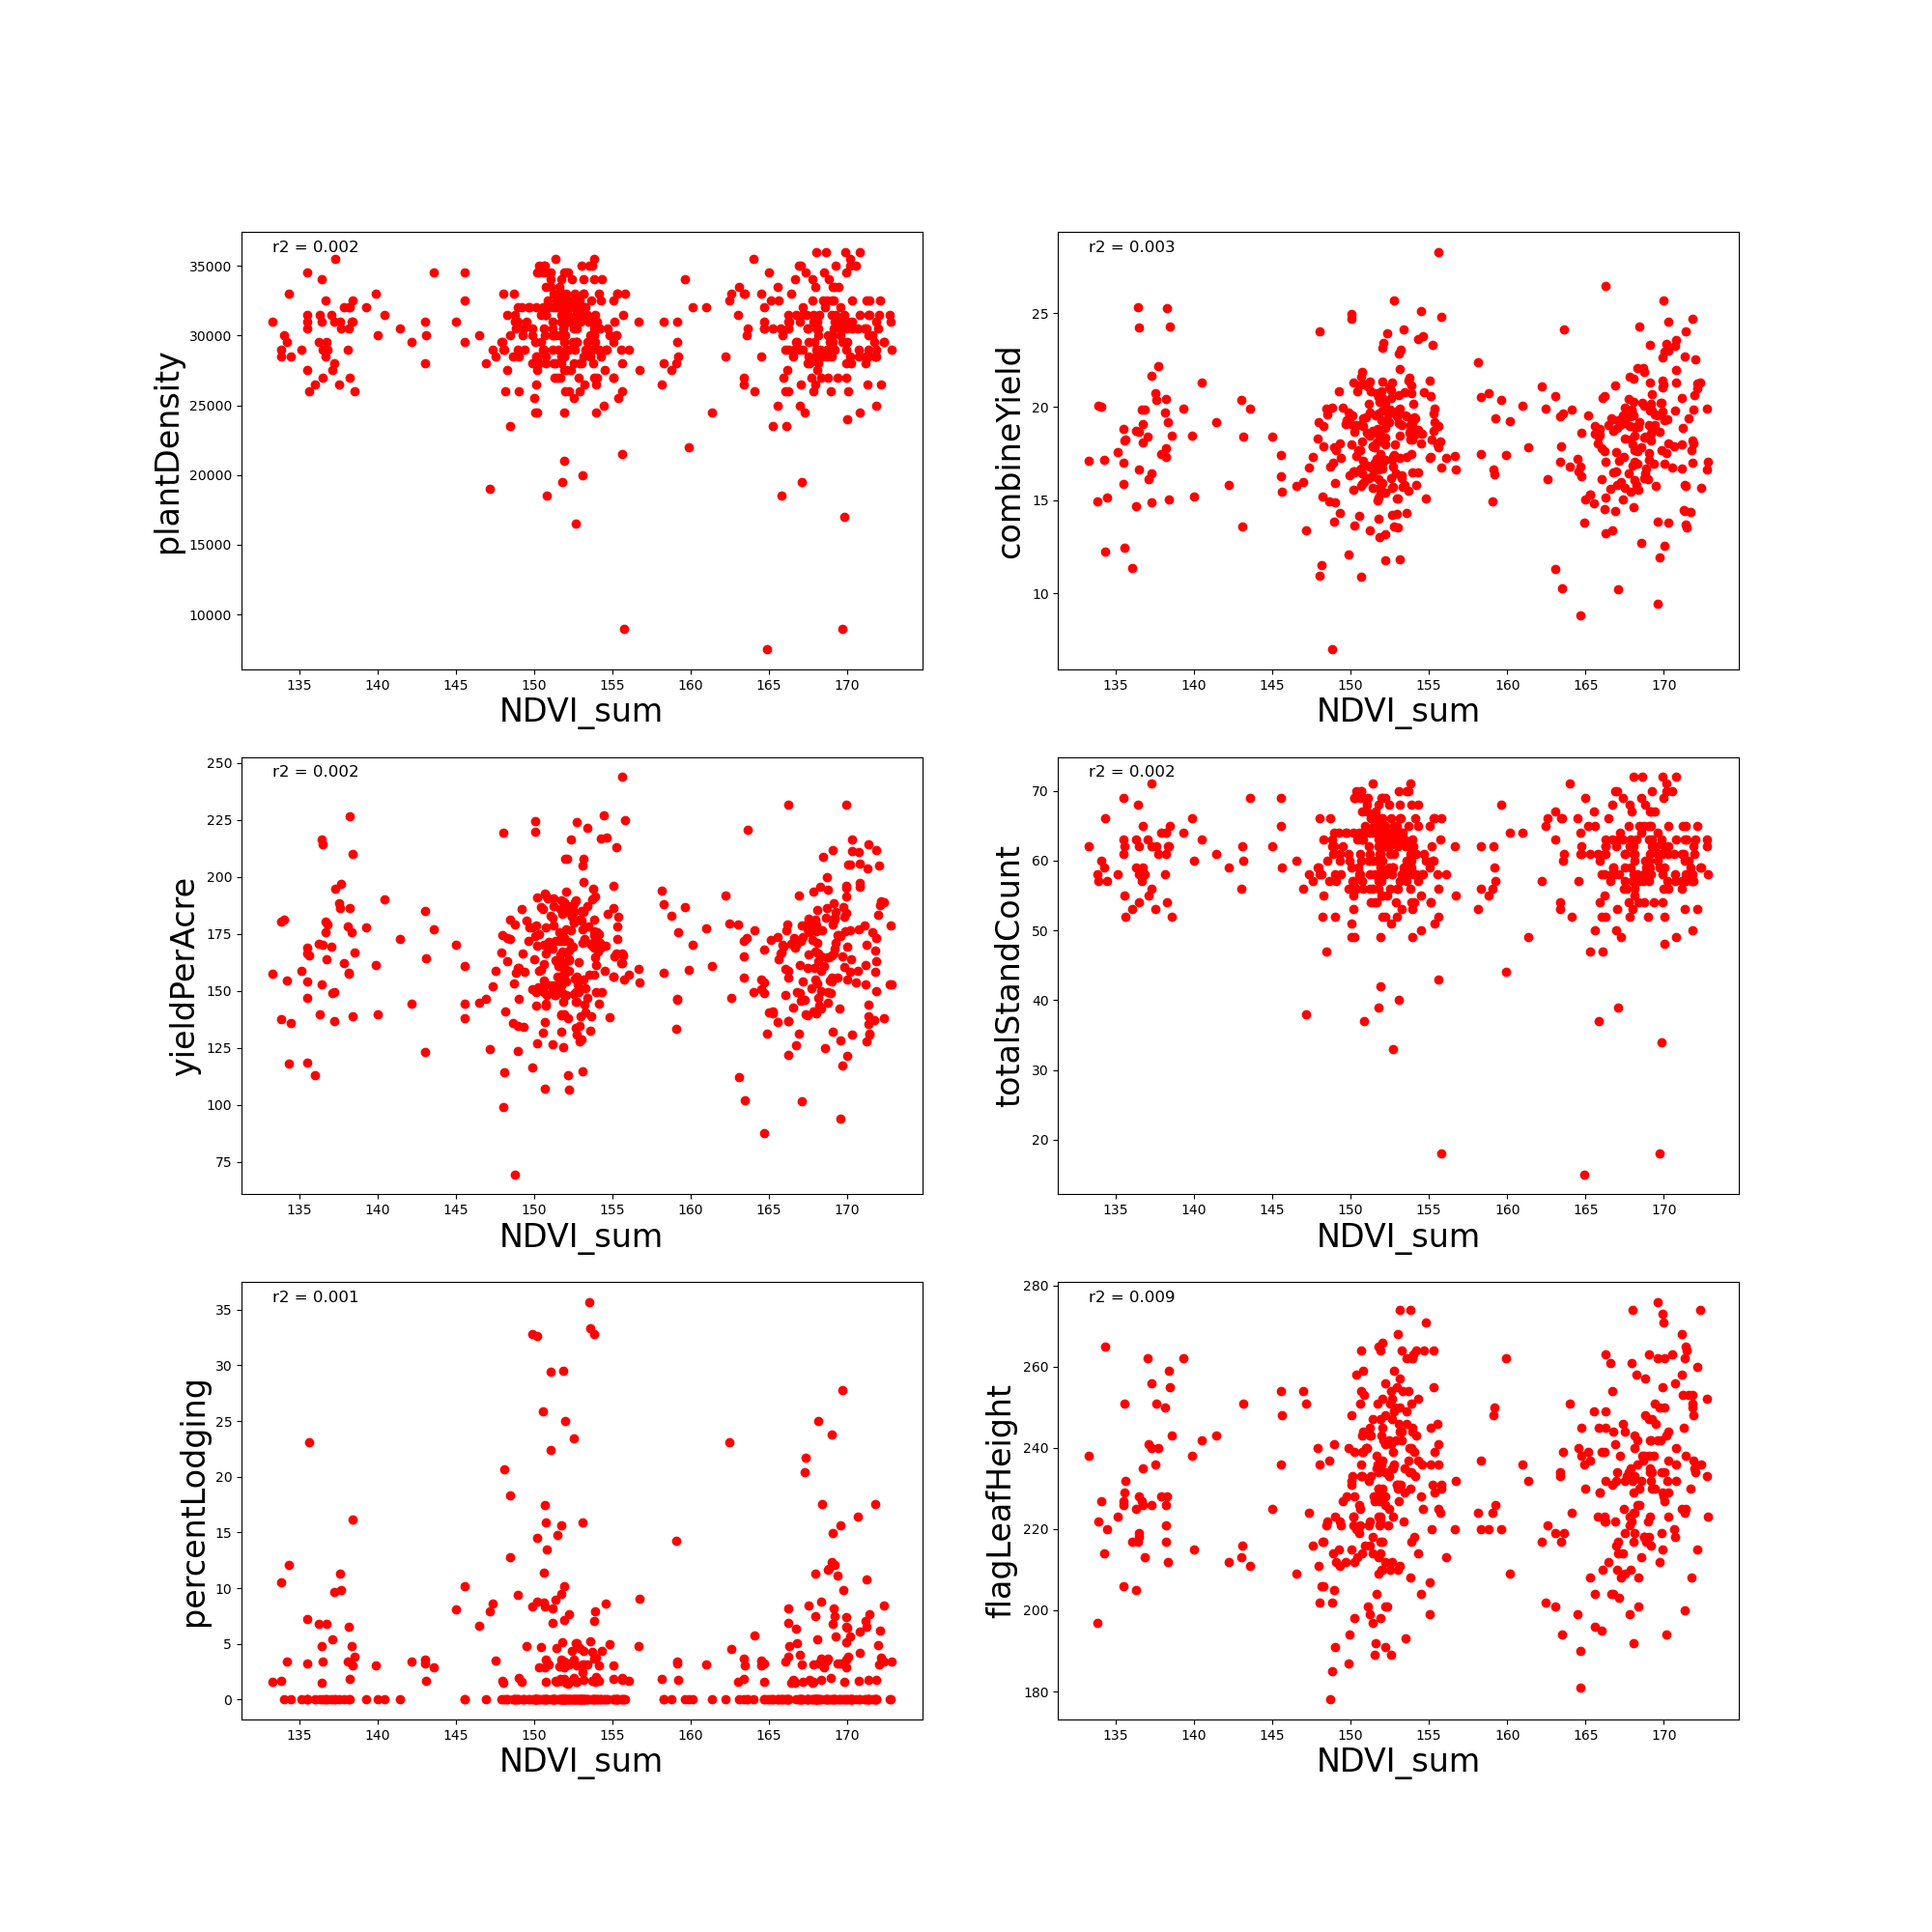 r2 = 0.002
35000
30000
25000
20000
15000
10000
plantDensity
135 140 145 150 155 160 165 170
NDVI_sum
r2 = 0.003
25
20
15
10
combineYield
135 140 145 150 155 160 165 170
NDVI_sum
r2 = 0.002
250
225
200
175
150
125
100
75
yieldPerAcre
135 140 145 150 155 160 165 170
NDVI_sum
r2 = 0.002
70
60
50
40
30
20
totalStandCount
135 140 145 150 155 160 165 170
NDVI_sum
r2 = 0.001
35
30
25
20
15
10
5
0
percentLodging
135 140 145 150 155 160 165 170
NDVI_sum
r2 = 0.009
280
260
240
220
200
180
flagLeafHeight
135 140 145 150 155 160 165 170
NDVI_sum